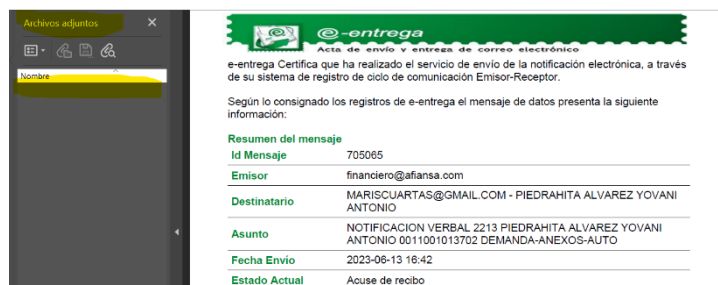 Archivos adjuntos
Nombre
e-entrega
Acta de envío y entrega de correo electrónico
e-entrega Certifica que ha realizado el servicio de envío de la notificación electrónica, a través
de su sistema de registro de ciclo de comunicación Emisor-Receptor.
Según lo consignado los registros de e-entrega el mensaje de datos presenta la siguiente
información:
Resumen del mensaje
Id Mensaje 705065
Emisor financiero@afiansa.com
Destinatario MARISCUARTAS@GMAIL.COM - PIEDRAHITA ALVAREZ YOVANI
ANTONIO
Asunto NOTIFICACION VERBAL 2213 PIEDRAHITA ALVAREZ YOVANI
ANTONIO 0011001013702 DEMANDA-ANEXOS-AUTO
Fecha Envío 2023-06-13 16:42
Estado Actual Acuse de recibo